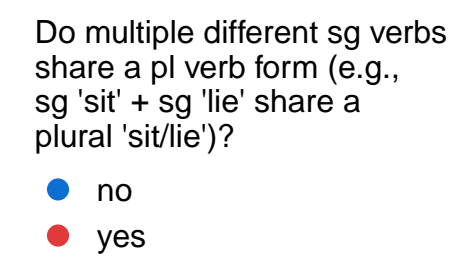 Do multiple different sg verbs
share a pl verb form (e.g.,
sg 'sit' + sg 'lie' share a
plural 'sit/lie')?
no
yes